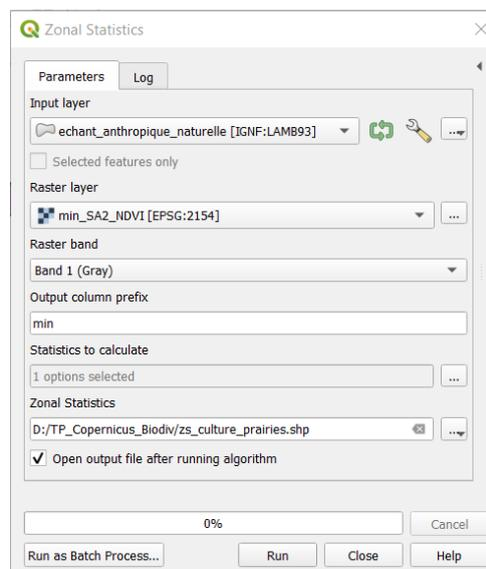 Zonal Statistics
Parameters
Log
Input layer
echant_anthropique_naturelle [IGNF:LAMB93]
...
Selected features only
Raster layer
min_SA2_NDVI [EPSG:2154]
...
Raster band
Band 1 (Gray)
Output column prefix
min
Statistics to calculate
1 options selected
...
Zonal Statistics
D:/TP_Copernicus_Biodiv/zs_culture_prairies.shp
...
Open output file after running algorithm
0%
Cancel
Run as Batch Process...
Run
Close
Help